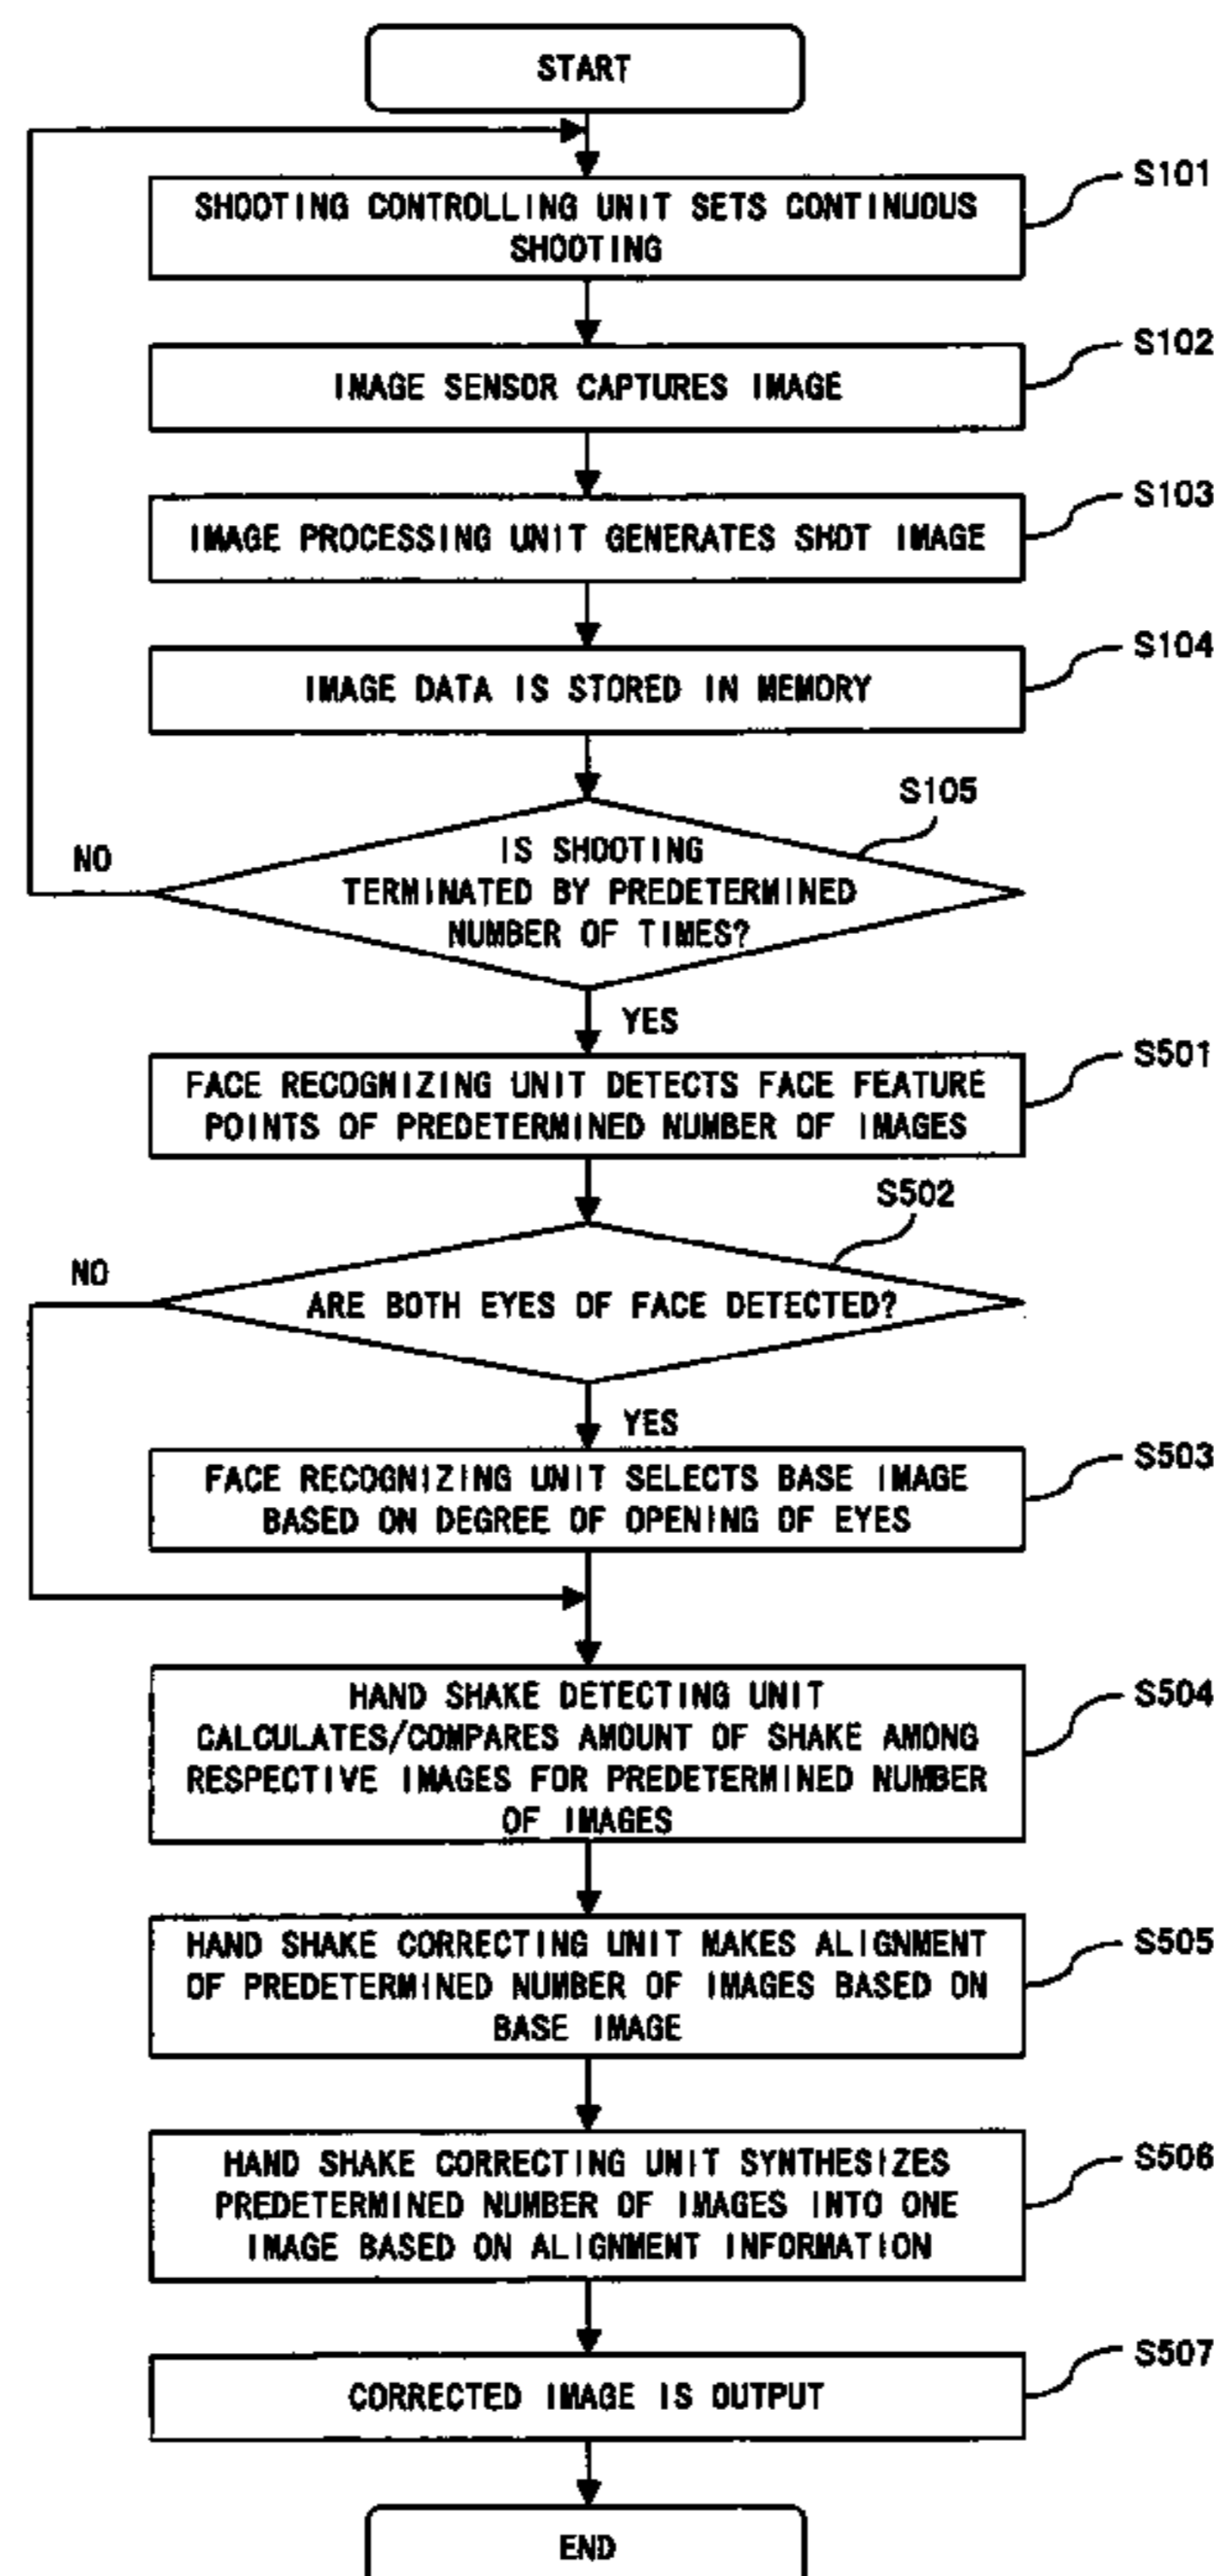 START
SHOOTING CONTROLLING UNIT SETS CONTINUOUS
SHOOTING
S101
IMAGE SENSOR CAPTURES IMAGE
S102
IMAGE PROCESSING UNIT GENERATES SHOT IMAGE
S103
IMAGE DATA IS STORED IN MEMORY
S104
S105
NO
IS SHOOTING
TERMINATED BY PREDETERMINED
NUMBER OF TIMES?
YES
FACE RECOGNIZING UNIT DETECTS FACE FEATURE
POINTS OF PREDETERMINED NUMBER OF IMAGES
S501
S502
NO
ARE BOTH EYES OF FACE DETECTED?
YES
FACE RECOGNIZING UNIT SELECTS BASE IMAGE
BASED ON DEGREE OF OPENING OF EYES
S503
HAND SHAKE DETECTING UNIT
CALCULATES/COMPARES AMOUNT OF SHAKE AMONG
RESPECTIVE IMAGES FOR PREDETERMINED NUMBER
OF IMAGES
S504
HAND SHAKE CORRECTING UNIT MAKES ALIGNMENT
OF PREDETERMINED NUMBER OF IMAGES BASED ON
BASE IMAGE
S505
HAND SHAKE CORRECTING UNIT SYNTHESIZES
PREDETERMINED NUMBER OF IMAGES INTO ONE
IMAGE BASED ON ALIGNMENT INFORMATION
S506
CORRECTED IMAGE IS OUTPUT
S507
END